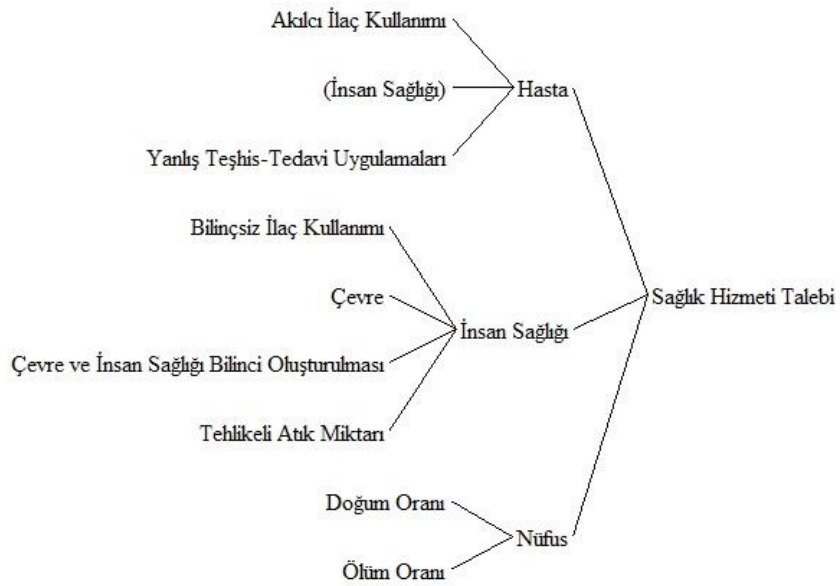 Akılcı İlaç Kullanımı
(İnsan Sağlığı)
Hasta
Yanlış Teşhis-Tedavi Uygulamaları
Bilinçsiz İlaç Kullanımı
Çevre
Sağlık Hizmeti Talebi
İnsan Sağlığı
Çevre ve İnsan Sağlığı Bilinci Oluşturulması
Tehlikeli Atık Miktarı
Doğum Oranı
Nüfus
Ölüm Oranı